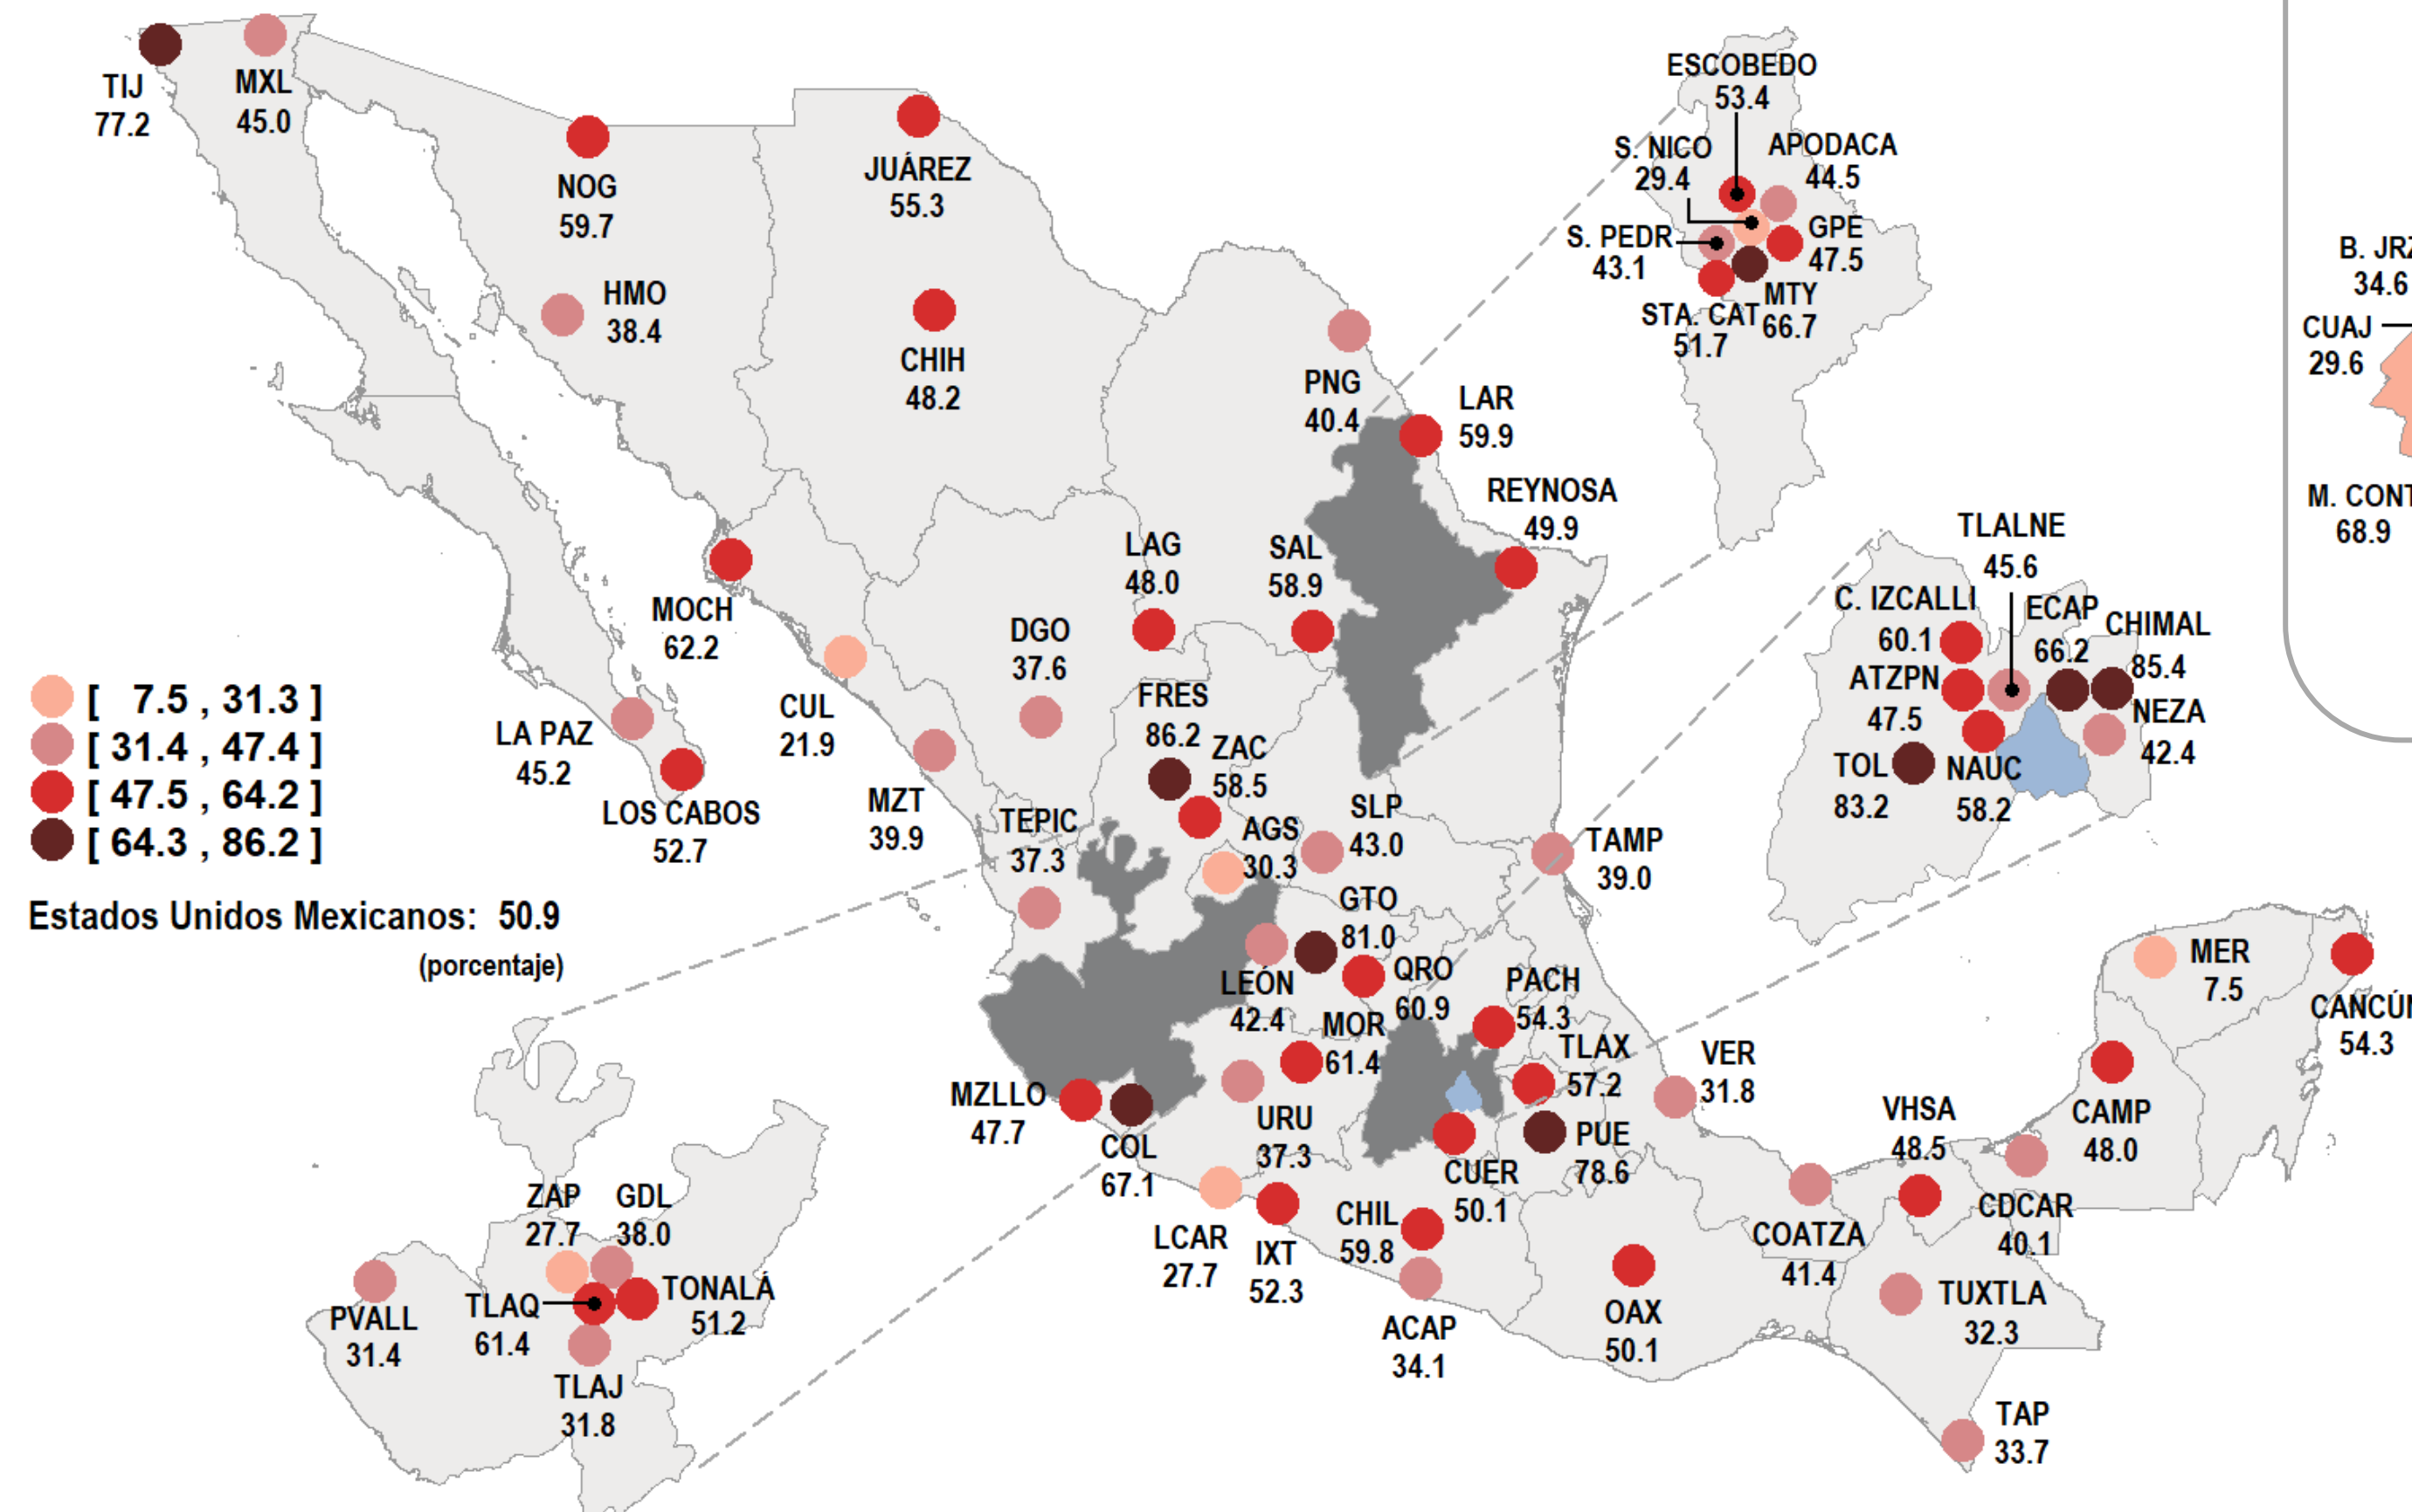 TIJ
77.2
MXL
45.0
NOG
59.7
HMO
38.4
JUÁREZ
55.3
CHIH
48.2
PNG
40.4
LAR
59.9
REYNOSA
49.9
ESCOBEDO
53.4
S. NICO
29.4
APODACA
44.5
S. PEDR
43.1
GPE
47.5
MTY
66.7
STA. CAT
51.7
B. JRZ
34.6
CUAJ
29.6
M. CONT
68.9
LAG
48.0
SAL
58.9
MOCH
62.2
CUL
21.9
DGO
37.6
FRES
86.2
ZAC
58.5
LA PAZ
45.2
LOS CABOS
52.7
MZT
39.9
TEPIC
37.3
AGS
30.3
SLP
43.0
TAMP
39.0
TLALNE
45.6
C. IZCALLI
60.1
ECAP
66.2
CHIMAL
85.4
ATZPN
47.5
NEZA
42.4
TOL
83.2
NAUC
58.2
[ 7.5 , 31.3 ]
[ 31.4 , 47.4 ]
[ 47.5 , 64.2 ]
[ 64.3 , 86.2 ]
Estados Unidos Mexicanos: 50.9
(porcentaje)
GTO
81.0
LEÓN
42.4
QRO
60.9
PACH
54.3
MOR
61.4
TLAX
57.2
VER
31.8
MER
7.5
CANCÚN
54.3
MZLLO
47.7
COL
67.1
URU
37.3
CUER
50.1
PUE
78.6
VHSA
48.5
CAMP
48.0
LCAR
27.7
IXT
52.3
CHIL
59.8
ACAP
34.1
OAX
50.1
COATZA
41.4
CDCAR
40.1
TUXTLA
32.3
TAP
33.7
ZAP
27.7
GDL
38.0
PVALL
31.4
TLAQ
61.4
TONALÁ
51.2
TLAJ
31.8